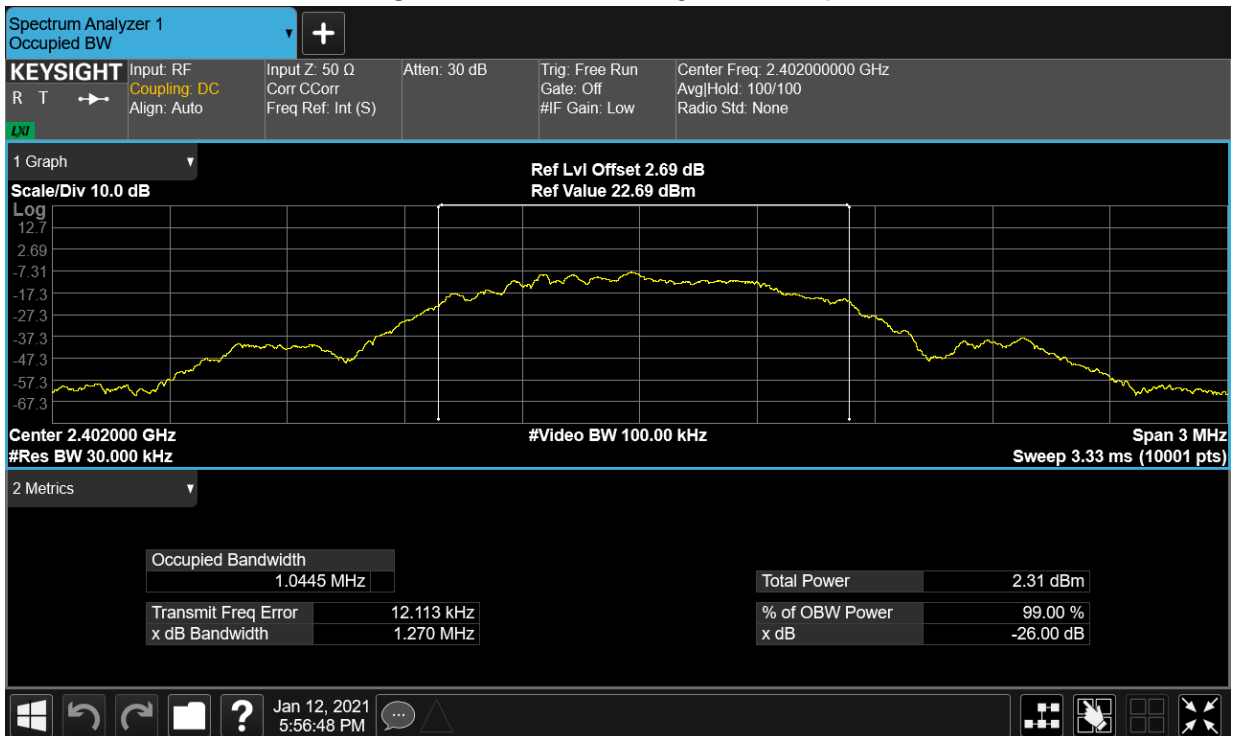 Spectrum Analyzer 1
Occupied BW
+
KEYSIGHT
R T
LXI
Input: RF
Coupling: DC
Align: Auto
Input Z: 50 Ω
Corr CCorr
Freq Ref: Int (S)
Atten: 30 dB
Trig: Free Run
Gate: Off
#IF Gain: Low
Center Freq: 2.402000000 GHz
Avg|Hold: 100/100
Radio Std: None
1 Graph
Scale/Div 10.0 dB
Ref Lvl Offset 2.69 dB
Ref Value 22.69 dBm
Log
12.7
2.69
-7.31
-17.3
-27.3
-37.3
-47.3
-57.3
-67.3
Center 2.402000 GHz
#Res BW 30.000 kHz
#Video BW 100.00 kHz
Span 3 MHz
Sweep 3.33 ms (10001 pts)
2 Metrics
Occupied Bandwidth
1.0445 MHz
Transmit Freq Error 12.113 kHz
x dB Bandwidth 1.270 MHz
Total Power 2.31 dBm
% of OBW Power 99.00 %
x dB -26.00 dB
?
Jan 12, 2021
5:56:48 PM